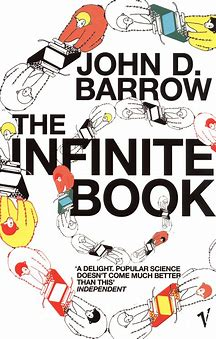 JOHN D.
BARROW
THE
INFINITE
BOOK
'A DELIGHT. POPULAR SCIENCE
DOESN'T COME MUCH BETTER
THAN THIS'
INDEPENDENT
V